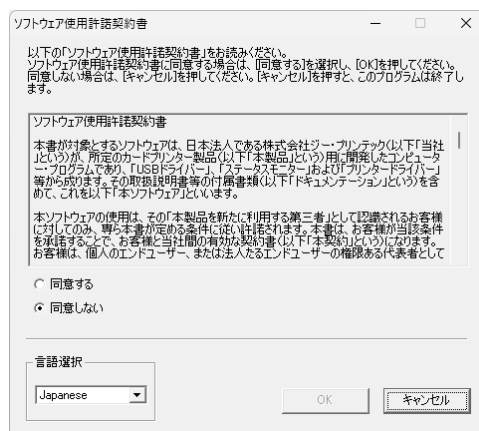 ソフトウェア使用許諾契約書
以下の「ソフトウェア使用許諾契約書」をお読みください。
ソフトウェア使用許諾契約書に同意する場合は、[同意する]を選択し、[OK]を押してください。
同意しない場合は、[キャンセル]を押してください。[キャンセル]を押すと、このプログラムは終了し
ます。
ソフトウェア使用許諾契約書
本書が対象とするソフトウェアは、日本法人である株式会社ジー・プリンテック(以下「当社
」という)が、所定のカードプリンター製品(以下「本製品」という)用に開発したコンピュータ
ー・プログラムであり、「USBドライバー」、「ステータスモニター」および「プリンタードライバー」
等から成ります。その取扱説明書等の付属書類(以下「ドキュメンテーション」という)を含
めて、これを以下「本ソフトウェア」といいます。
本ソフトウェアの使用は、その「本製品を新たに利用する第三者」として認識されるお客様
に対してのみ、専ら本書が定める条件に従い許諾されます。本書は、お客様が当該条件
を承諾することで、お客様と当社間の有効な契約書(以下「本契約」という)になります。
お客様は、個人のエンドユーザー、または法人たるエンドユーザーの権限ある代表者として
同意する
同意しない
言語選択
Japanese
OK
キャンセル